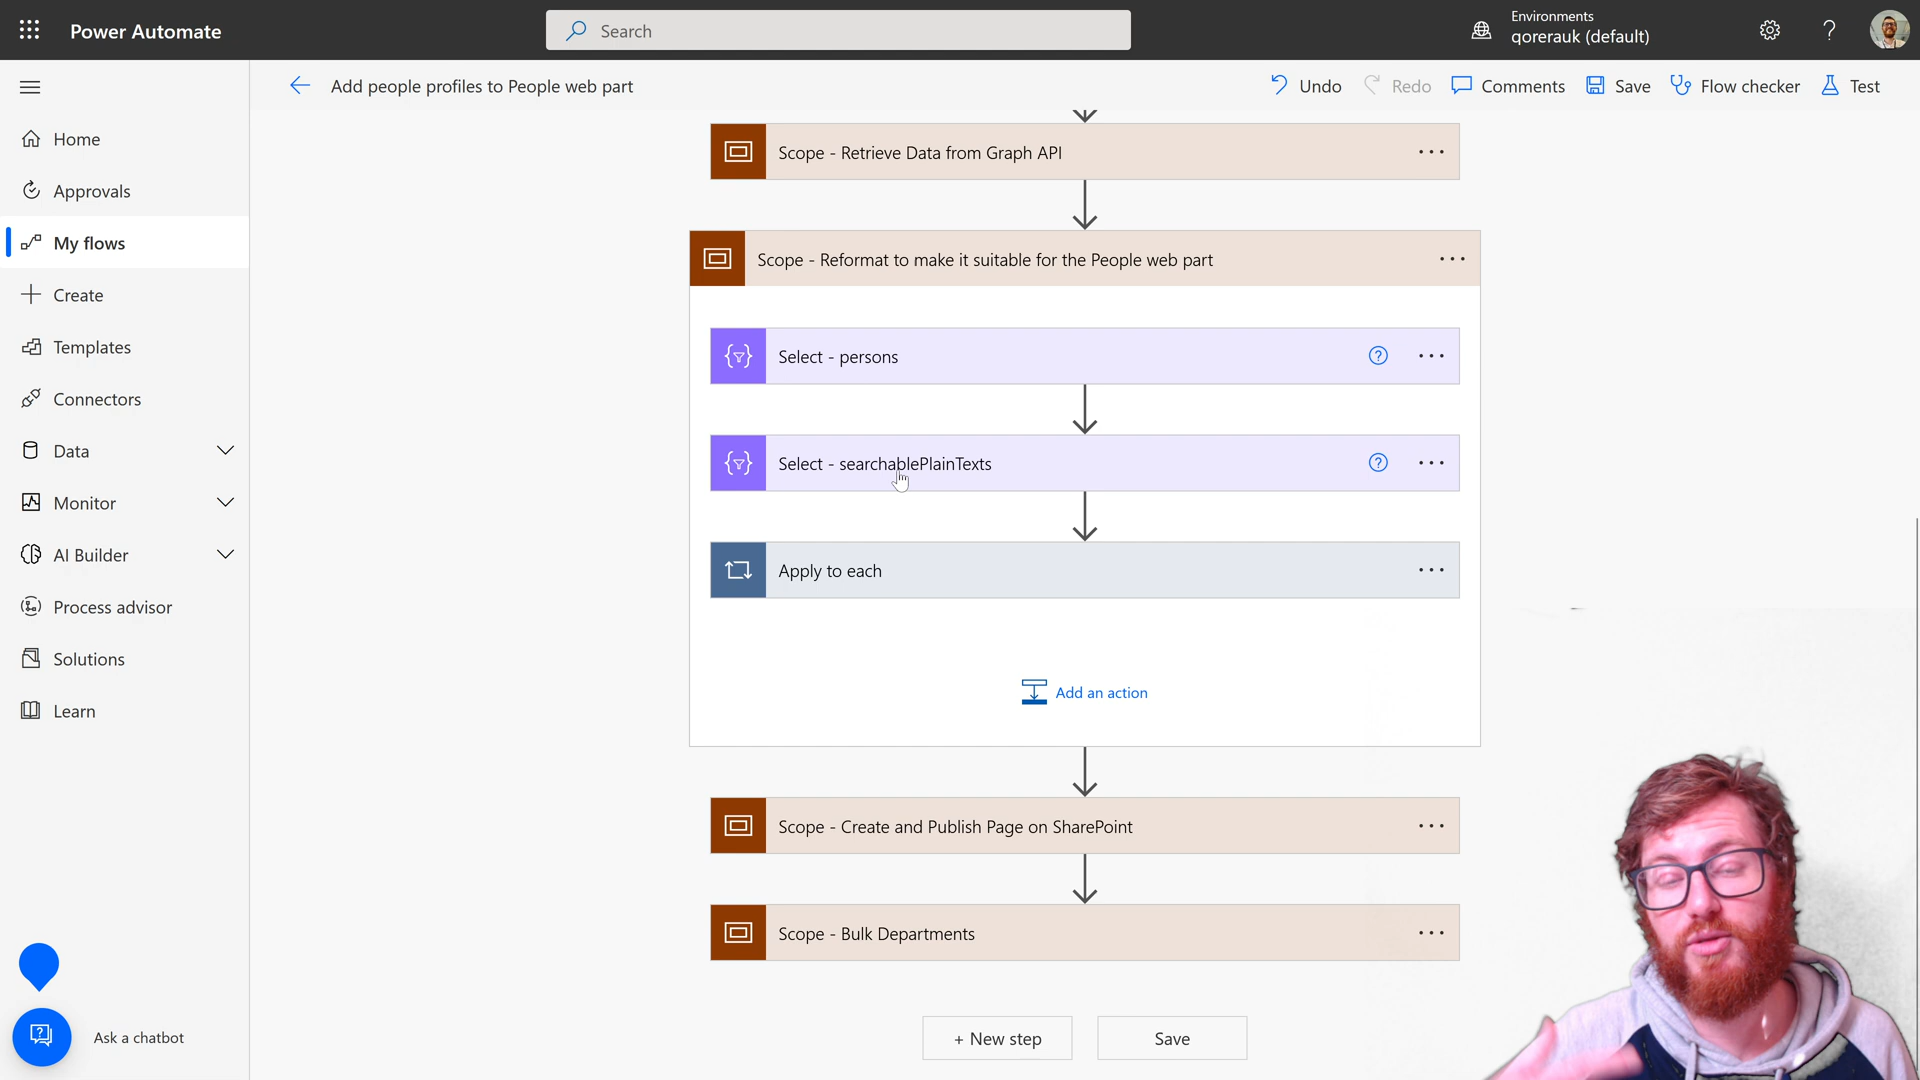 Power Automate
Search
Environments
qorerauk (default)
?
Add people profiles to People web part
Undo
Redo
Comments
Save
Flow checker
Test
Home
Approvals
My flows
Create
Templates
Connectors
Data
Monitor
AI Builder
Process advisor
Solutions
Learn
Ask a chatbot
Scope - Retrieve Data from Graph API
Scope - Reformat to make it suitable for the People web part
Select - persons
Select - searchablePlainTexts
Apply to each
Add an action
Scope - Create and Publish Page on SharePoint
Scope - Bulk Departments
+ New step
Save